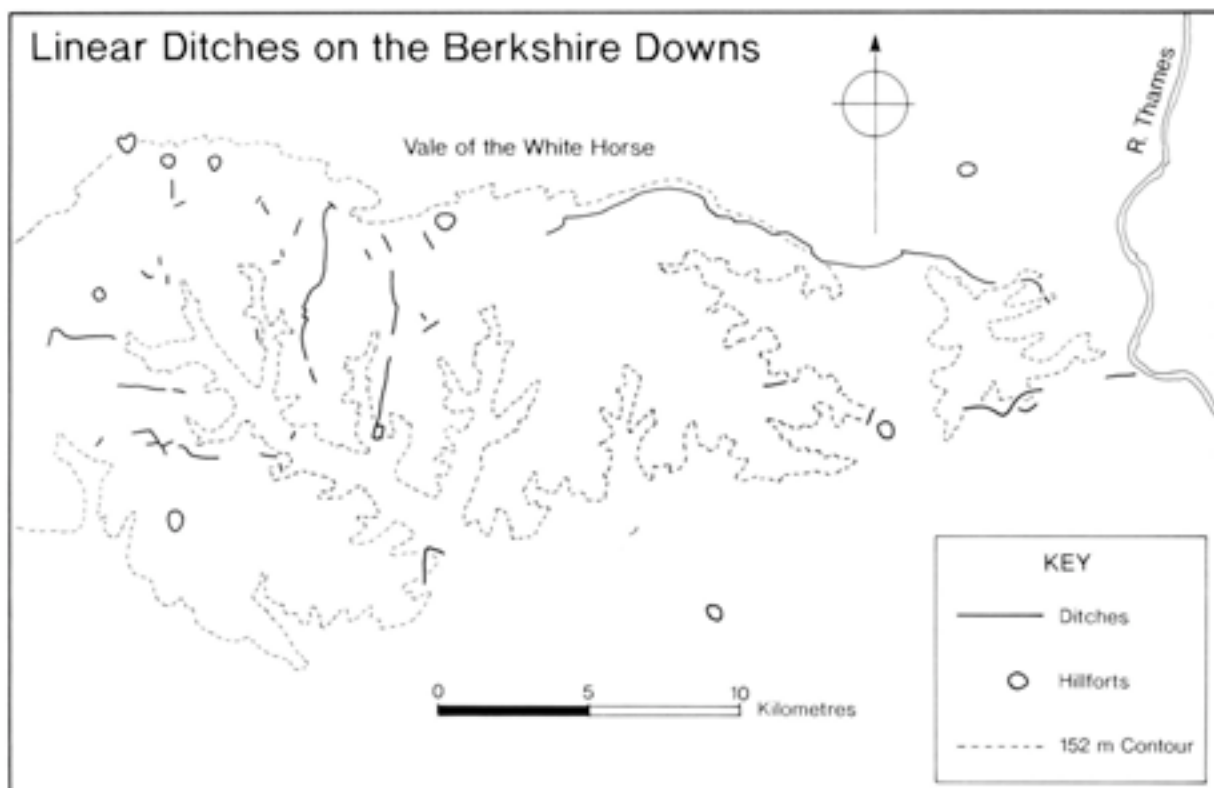 Linear Ditches on the Berkshire Downs
R. Thames
Vale of the White Horse
KEY
Ditches
Hillforts
152 m Contour
0 5 10
Kilometres